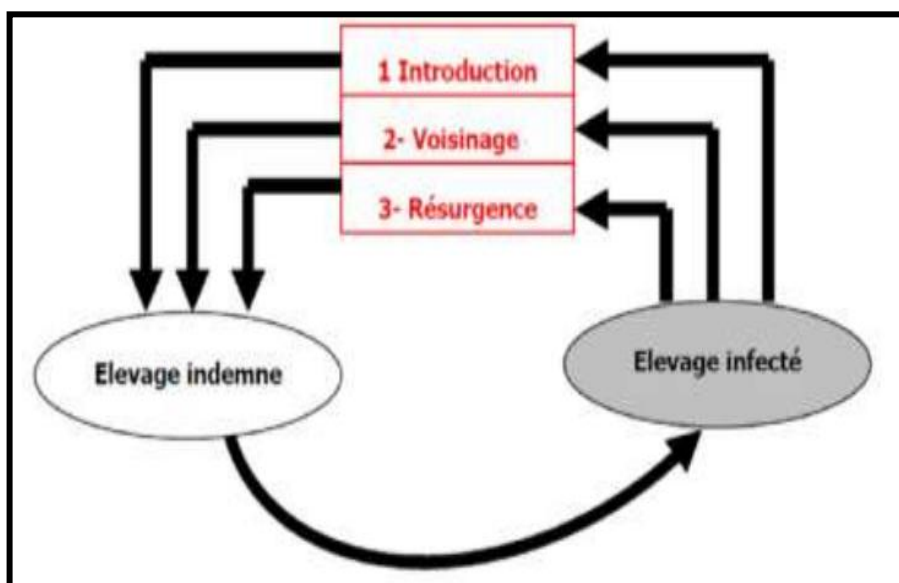 1 Introduction
2- Voisinage
3- Résurgence
Elevage indemne
Elevage infecté